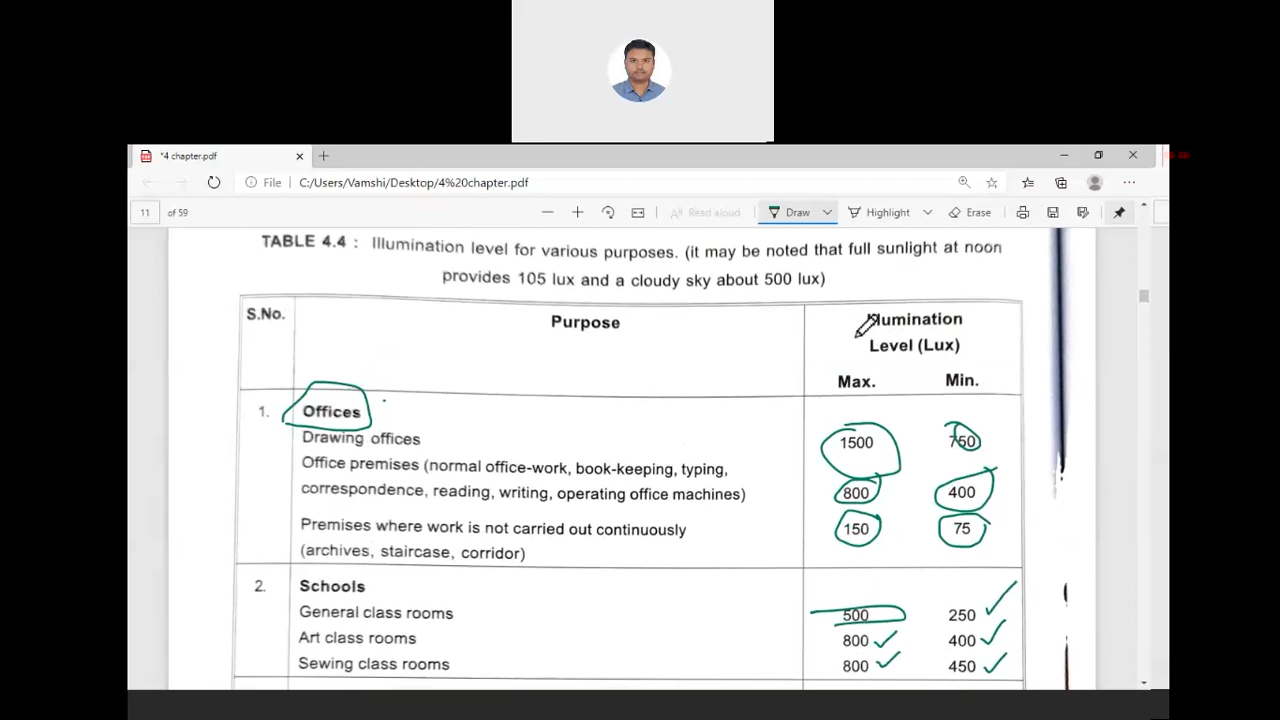 *4 chapter.pdf
File C:/Users/Vamshi/Desktop/4%20chapter.pdf
11 of 59 Read aloud Draw Highlight Erase
TABLE 4.4 : Illumination level for various purposes. (it may be noted that full sunlight at noon
provides 105 lux and a cloudy sky about 500 lux)
S.No. Purpose lumination
Level (Lux)
Max. Min.
1. Offices
Drawing offices 1500 750
Office premises (normal office-work, book-keeping, typing,
correspondence, reading, writing, operating office machines) 800 400
Premises where work is not carried out continuously 150 75
(archives, staircase, corridor)
2. Schools
General class rooms 500 250
Art class rooms 800 400
Sewing class rooms 800 450